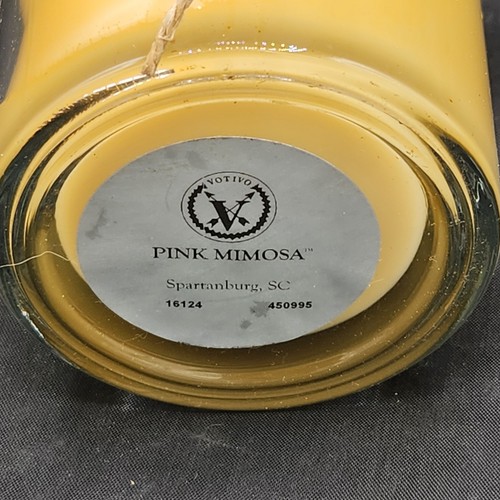 VOTIVO
V
PINK MIMOSA™
Spartanburg, SC
16124 450995